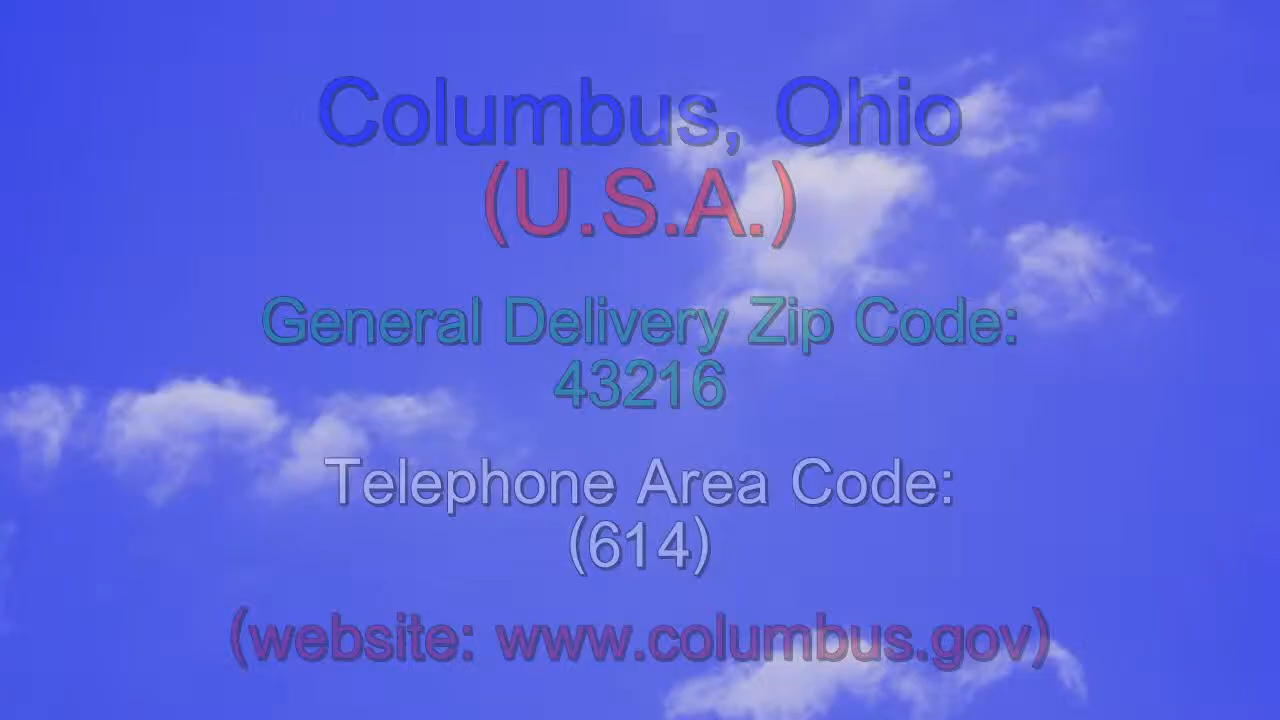 Columbus, Ohio
(U.S.A.)
General Delivery Zip Code:
43216
Telephone Area Code:
(614)
(website: www.columbus.gov)